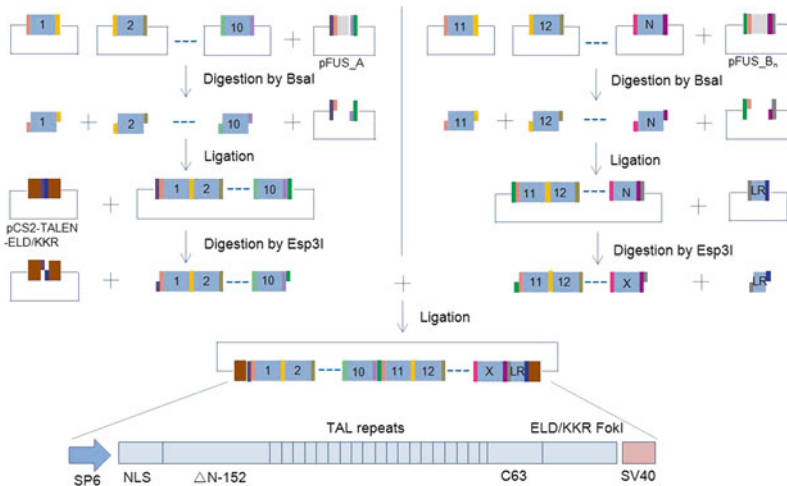 1 2 10 + pFUS_A
11 12 N + pFUS_Bn
Digestion by BsaI
Digestion by BsaI
1 + 2 10 +
11 + 12 N +
Ligation
Ligation
pCS2-TALEN
-ELD/KKR
+ 1 2 10
11 12 N + LR
Digestion by Esp3I
Digestion by Esp3I
+ 1 2 10 + 11 12 X + LR
Ligation
1 2 10 11 12 X LR
TAL repeats
ELD/KKR FokI
SP6 NLS △N-152 C63 SV40